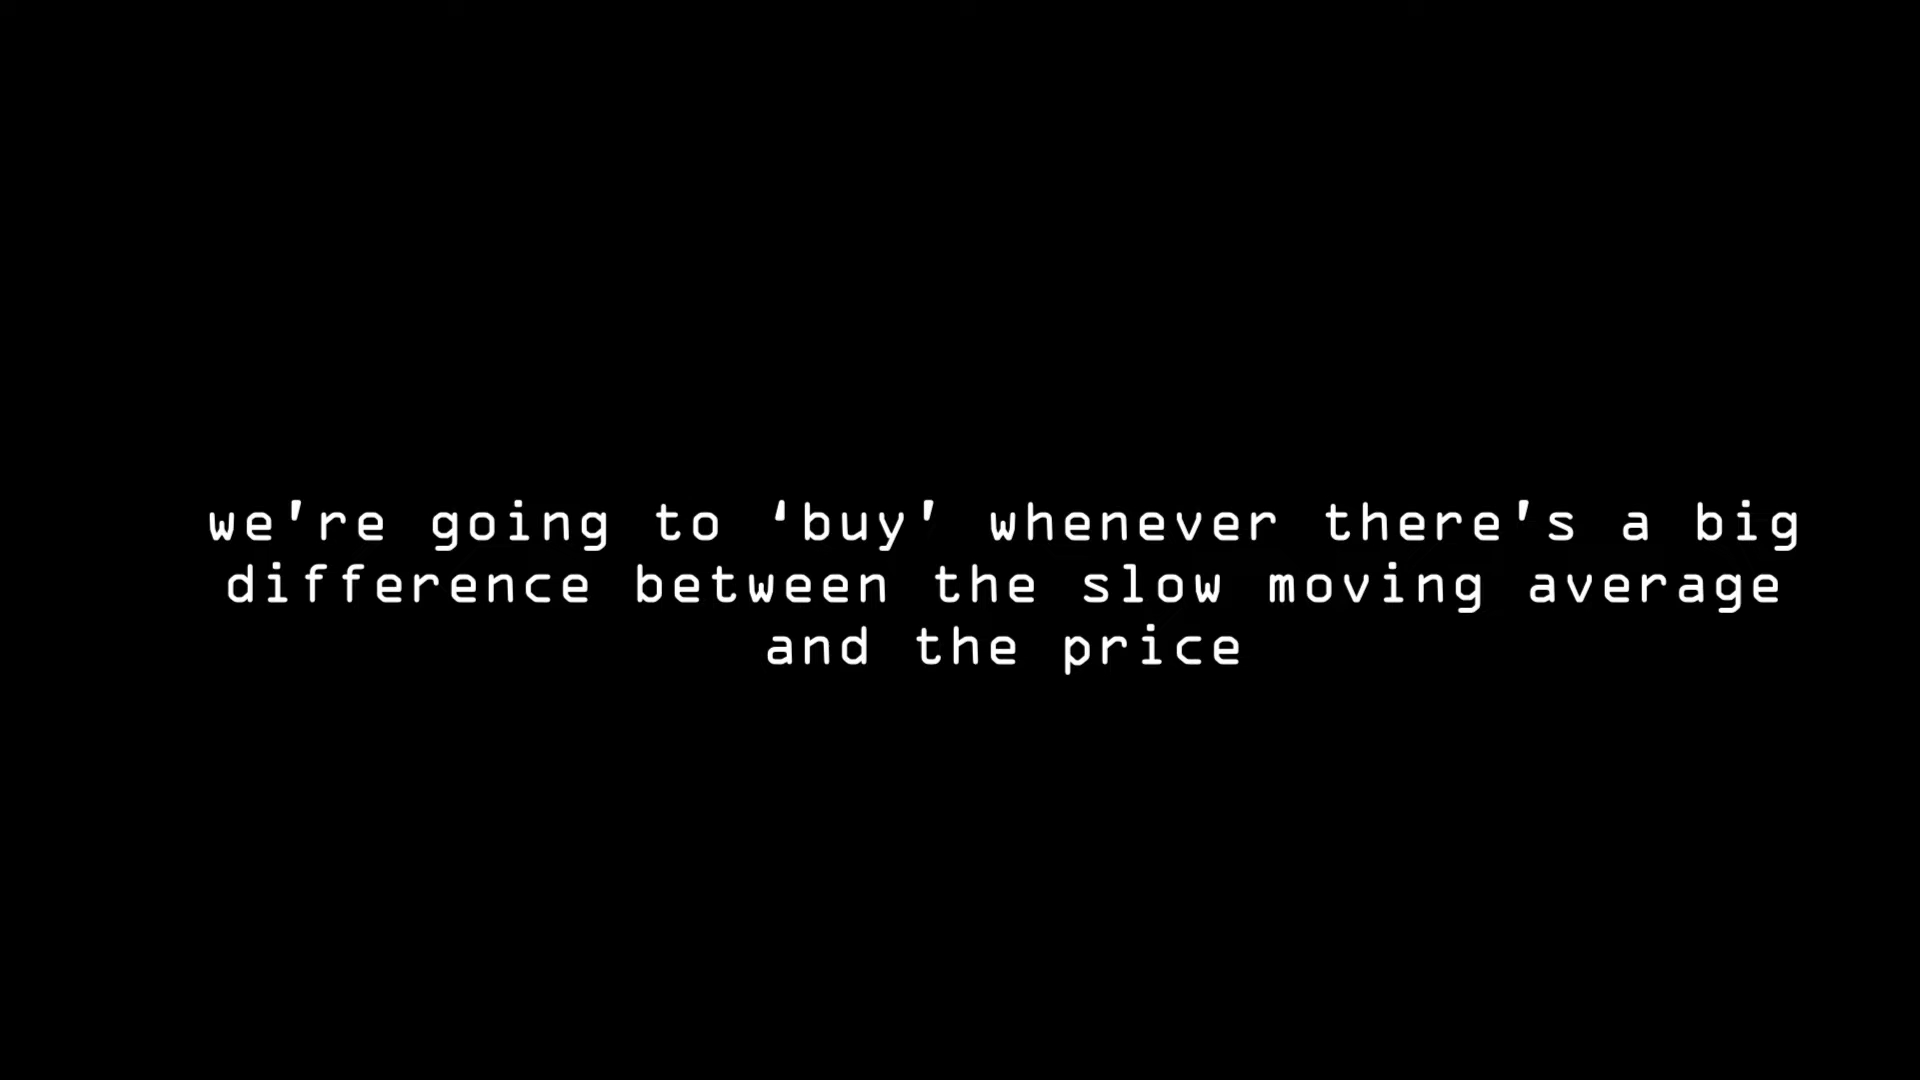 we're going to ‘buy’ whenever there's a big
difference between the slow moving average
and the price